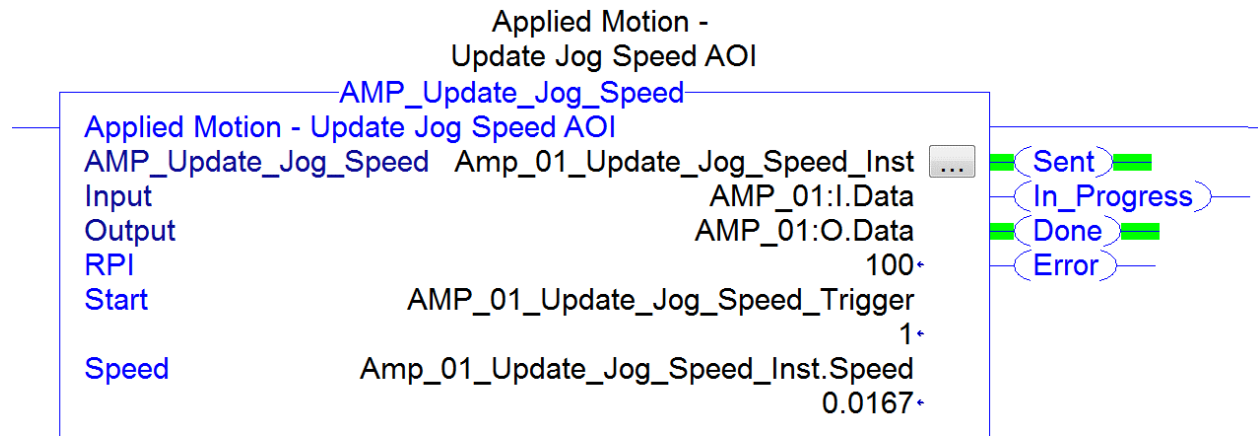 Applied Motion -
Update Jog Speed AOI
AMP_Update_Jog_Speed
Applied Motion - Update Jog Speed AOI
AMP_Update_Jog_Speed Amp_01_Update_Jog_Speed_Inst ... Sent
Input AMP_01:I.Data In_Progress
Output AMP_01:O.Data Done
RPI 100 Error
Start AMP_01_Update_Jog_Speed_Trigger
1
Speed Amp_01_Update_Jog_Speed_Inst.Speed
0.0167